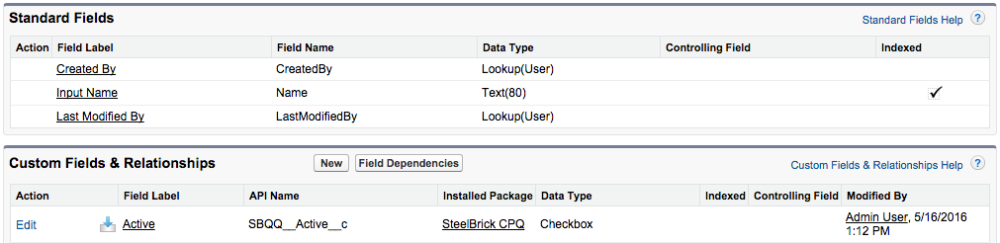 Standard Fields Standard Fields Help ?
Action Field Label Field Name Data Type Controlling Field Indexed
Created By CreatedBy Lookup(User)
Input Name Name Text(80)
Last Modified By LastModifiedBy Lookup(User)
Custom Fields & Relationships New Field Dependencies Custom Fields & Relationships Help ?
Action Field Label API Name Installed Package Data Type Indexed Controlling Field Modified By
Edit Active SBQQ__Active__c SteelBrick CPQ Checkbox Admin User, 5/16/2016
1:12 PM